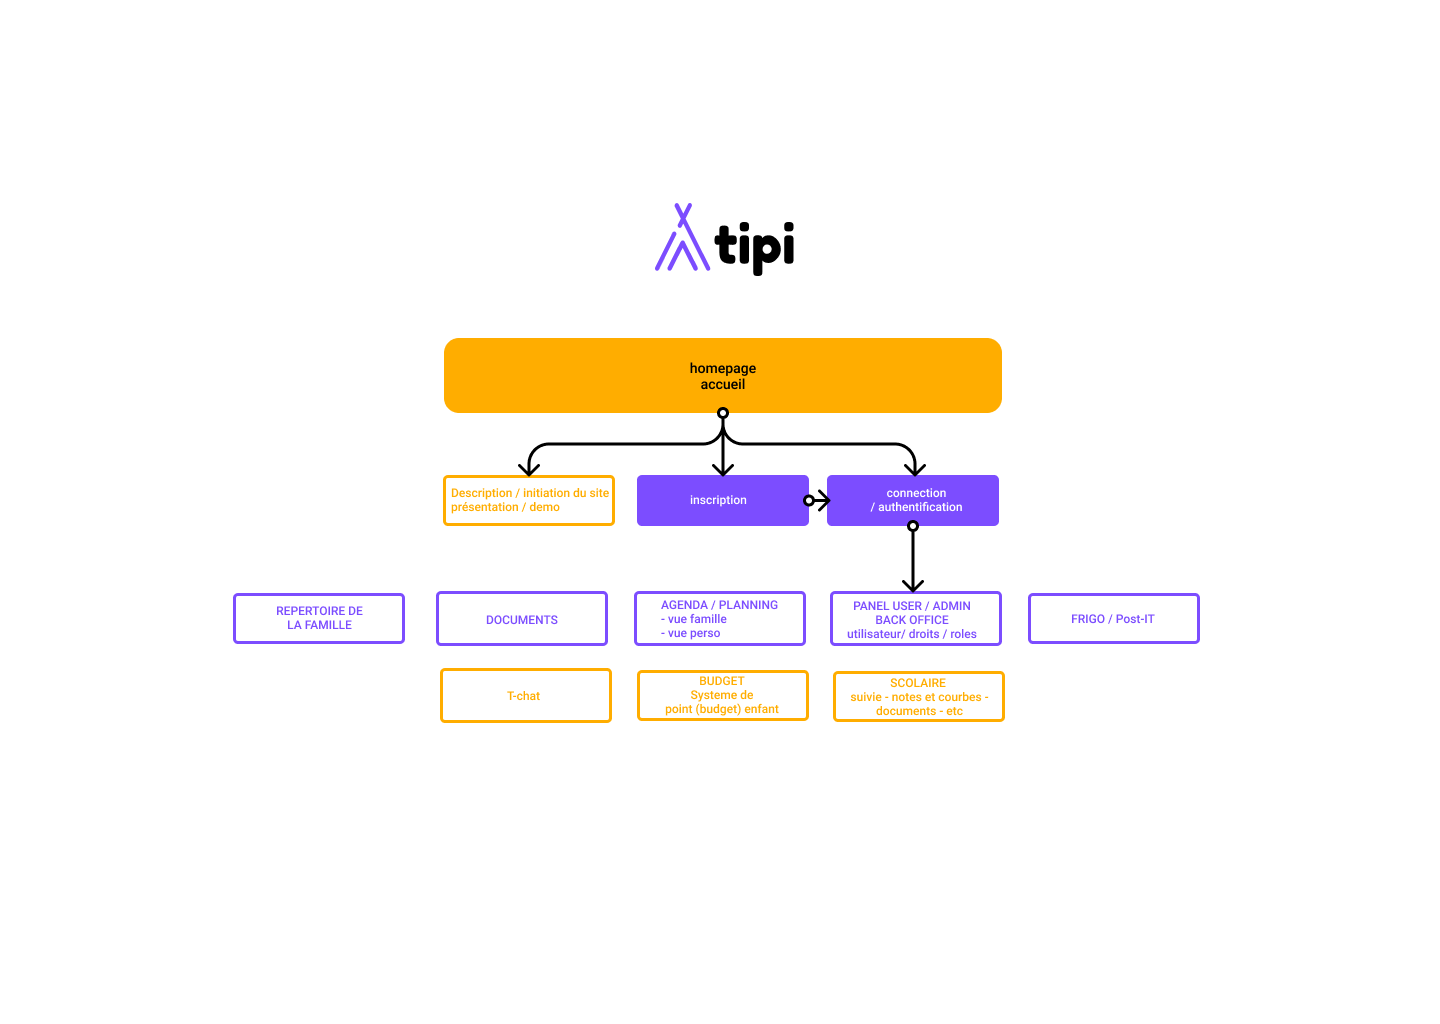 tipi
homepage
accueil
Description / initiation du site
présentation / demo
inscription
connection
/ authentification
REPERTOIRE DE
LA FAMILLE
DOCUMENTS
AGENDA / PLANNING
- vue famille
- vue perso
PANEL USER / ADMIN
BACK OFFICE
utilisateur/ droits / roles
FRIGO / Post-IT
T-chat
BUDGET
Systeme de
point (budget) enfant
SCOLAIRE
suivie - notes et courbes -
documents - etc